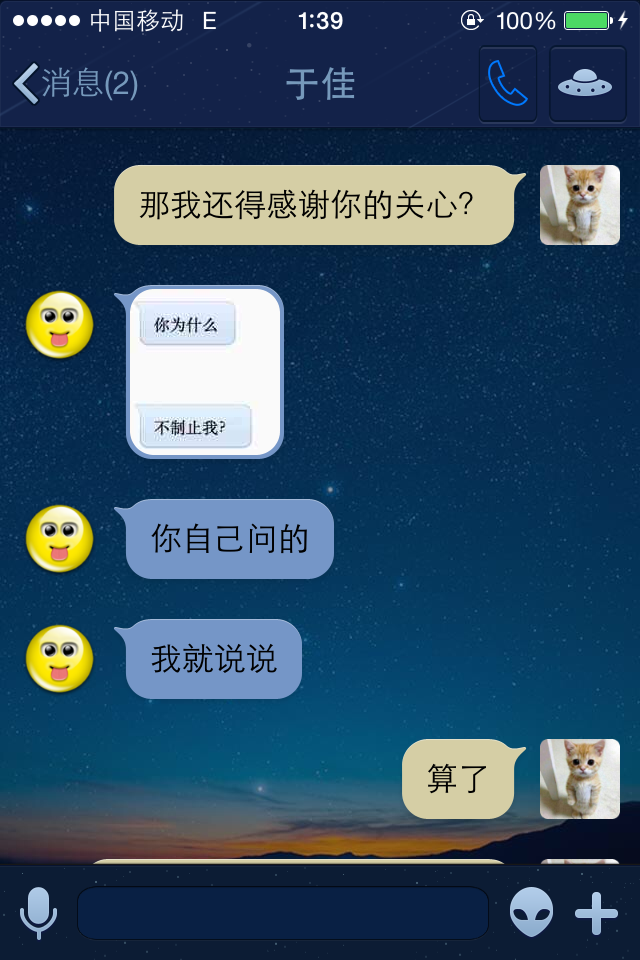 中国移动 E 1:39 100%
消息(2) 于佳
那我还得感谢你的关心?
你为什么
不制止我?
你自己问的
我就说说
算了